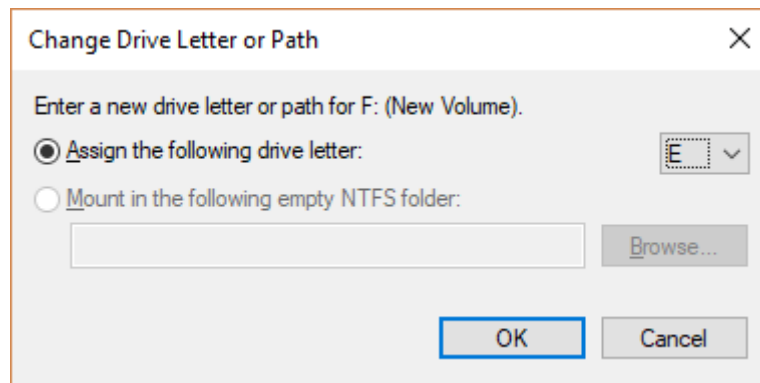 Change Drive Letter or Path
Enter a new drive letter or path for F: (New Volume).
Assign the following drive letter: E
Mount in the following empty NTFS folder:
Browse...
OK Cancel